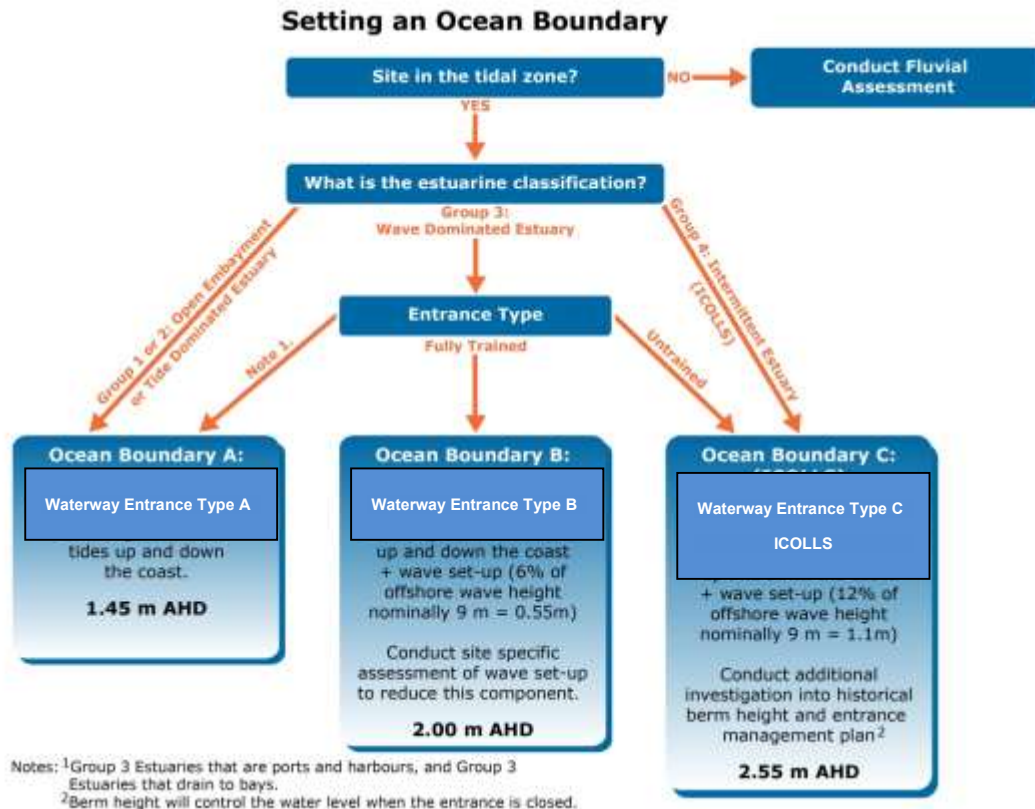 Setting an Ocean Boundary
Site in the tidal zone?
NO
Conduct Fluvial
Assessment
YES
What is the estuarine classification?
Group 1 or 2: Open Embayment
or Tide Dominated Estuary
Group 3:
Wave Dominated Estuary
Group 4: Intermittent Estuary
(ICOLLS)
Entrance Type
Note 1.
Fully Trained
Untrained
Ocean Boundary A:
Waterway Entrance Type A
tides up and down
the coast.
1.45 m AHD
Ocean Boundary B:
Waterway Entrance Type B
up and down the coast
+ wave set-up (6% of
offshore wave height
nominally 9 m = 0.55m)
Conduct site specific
assessment of wave set-up
to reduce this component.
2.00 m AHD
Ocean Boundary C:
Waterway Entrance Type C
ICOLLS
+ wave set-up (12% of
offshore wave height
nominally 9 m = 1.1m)
Conduct additional
investigation into historical
berm height and entrance
management plan2
2.55 m AHD
Notes: 1Group 3 Estuaries that are ports and harbours, and Group 3
Estuaries that drain to bays.
2Berm height will control the water level when the entrance is closed.